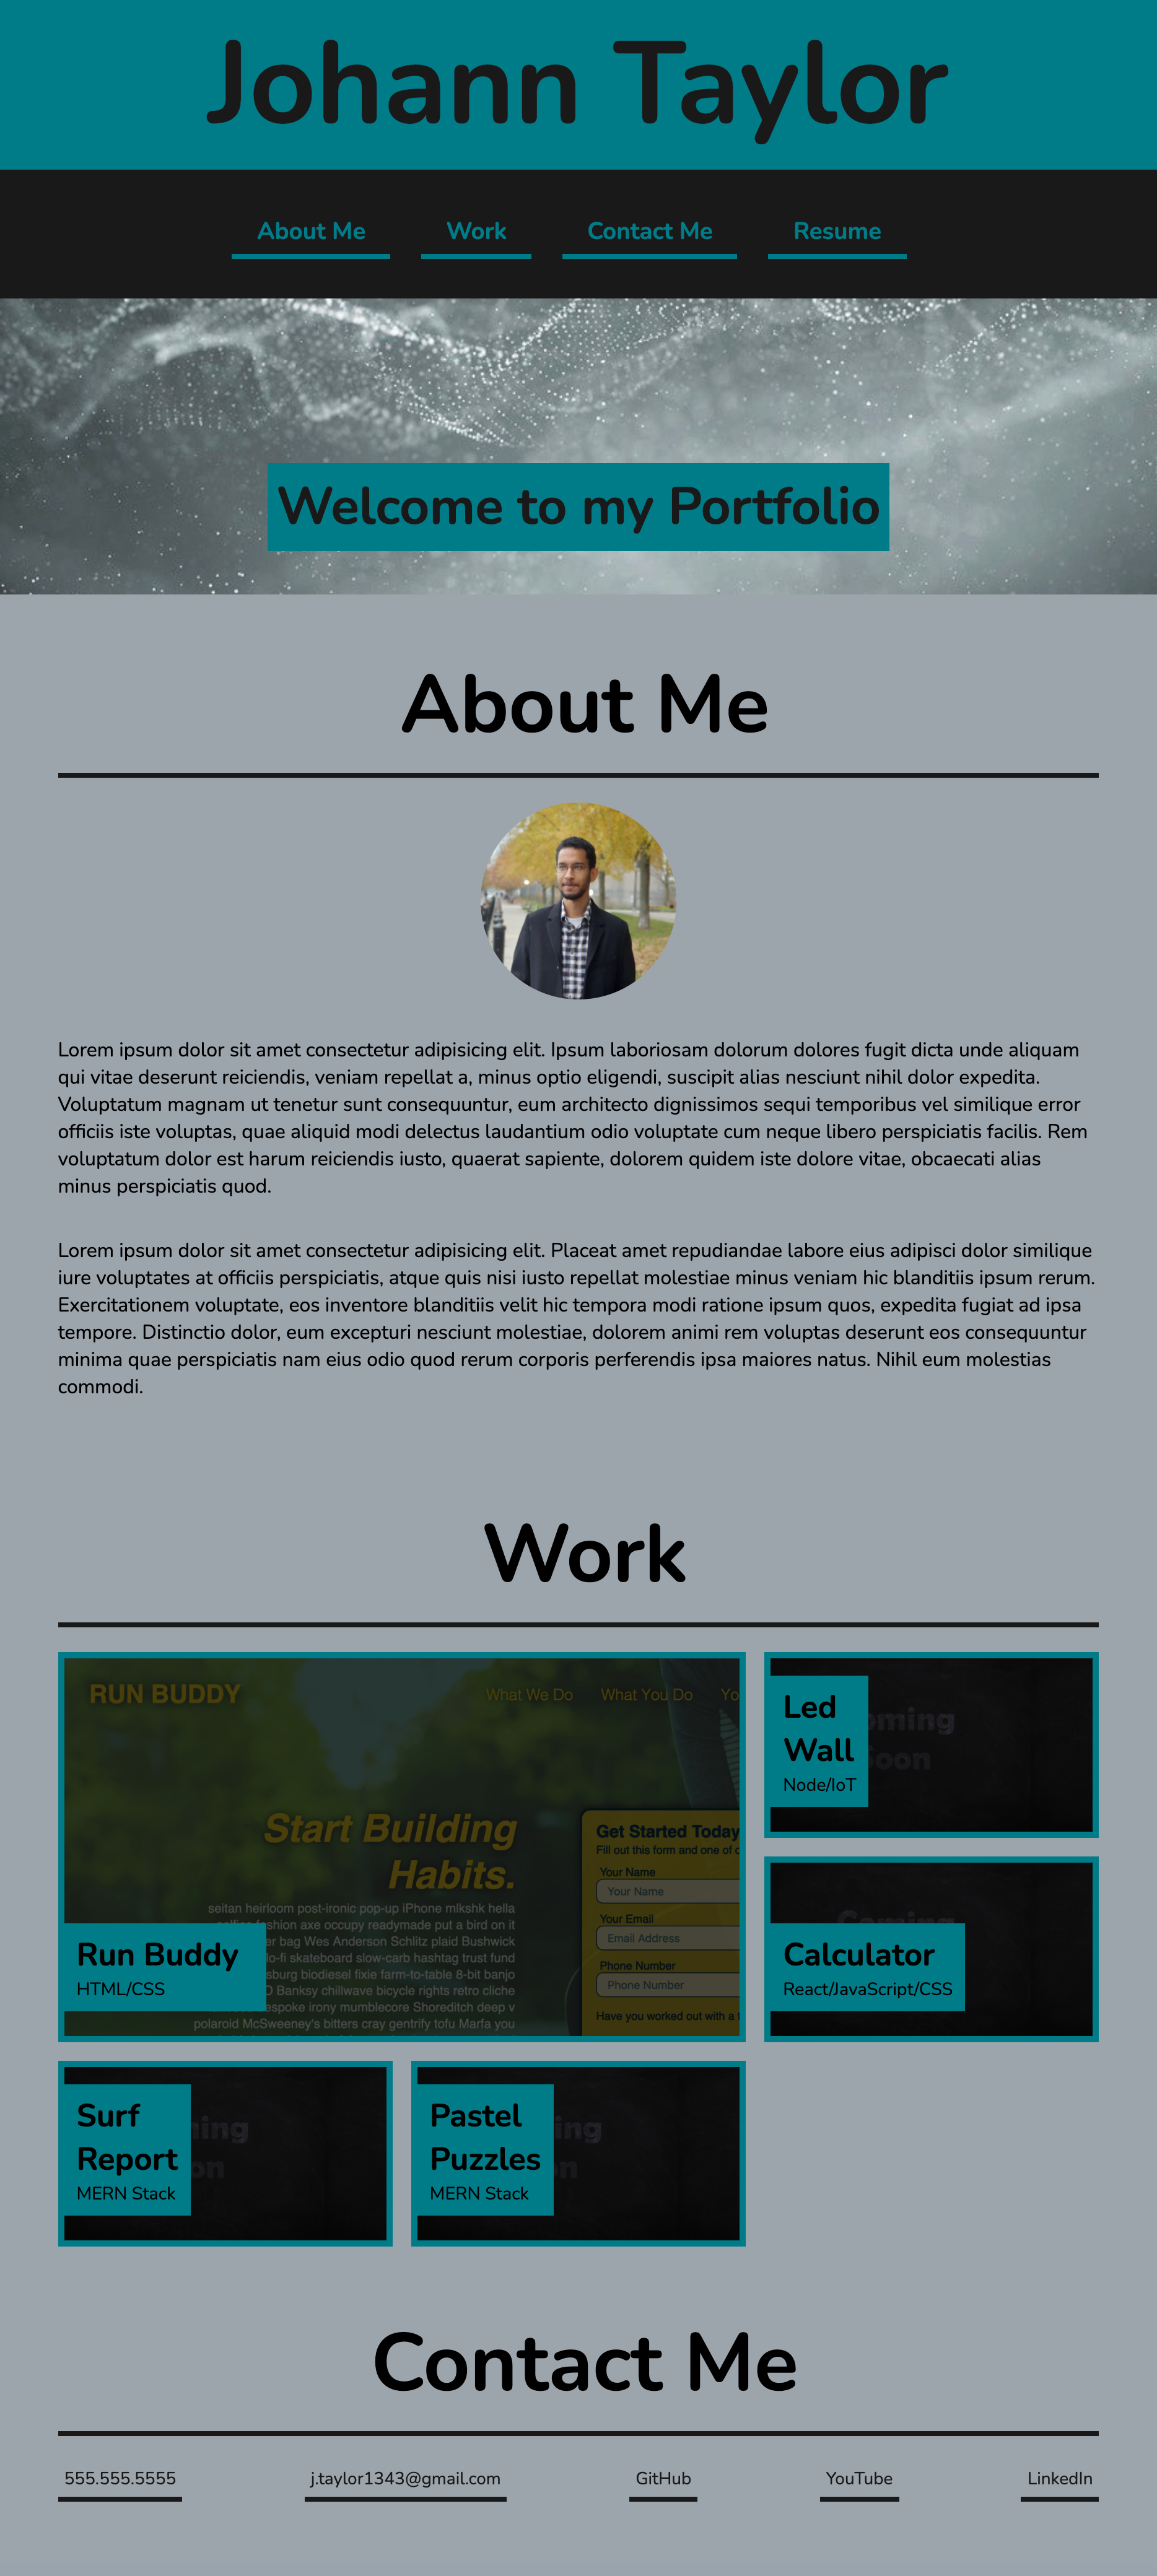 Johann Taylor
About Me Work Contact Me Resume
Welcome to my Portfolio
About Me
Lorem ipsum dolor sit amet consectetur adipisicing elit. Ipsum laboriosam dolorum dolores fugit dicta unde aliquam
qui vitae deserunt reiciendis, veniam repellat a, minus optio eligendi, suscipit alias nesciunt nihil dolor expedita.
Voluptatum magnam ut tenetur sunt consequuntur, eum architecto dignissimos sequi temporibus vel similique error
officiis iste voluptas, quae aliquid modi delectus laudantium odio voluptate cum neque libero perspiciatis facilis. Rem
voluptatum dolor est harum reiciendis iusto, quaerat sapiente, dolorem quidem iste dolore vitae, obcaecati alias
minus perspiciatis quod.
Lorem ipsum dolor sit amet consectetur adipisicing elit. Placeat amet repudiandae labore eius adipisci dolor similique
iure voluptates at officiis perspiciatis, atque quis nisi iusto repellat molestiae minus veniam hic blanditiis ipsum rerum.
Exercitationem voluptate, eos inventore blanditiis velit hic tempora modi ratione ipsum quos, expedita fugiat ad ipsa
tempore. Distinctio dolor, eum excepturi nesciunt molestiae, dolorem animi rem voluptas deserunt eos consequuntur
minima quae perspiciatis nam eius odio quod rerum corporis perferendis ipsa maiores natus. Nihil eum molestias
commodi.
Work
RUN BUDDY
What We Do What You Do Yo
Start Building
Habits.
seitan heirloom post-ironic pop-up iPhone mlkshk hella
fashion axe occupy readymade put a bird on it
er bag Wes Anderson Schlitz plaid Bushwick
lo-fi skateboard slow-carb hashtag trust fund
sburg biodiesel fixie farm-to-table 8-bit banjo
O Banksy chillwave bicycle rights retro cliche
espoke irony mumblecore Shoreditch deep v
polaroid McSweeney's bitters cray gentrify tofu Marfa you
Get Started Today
Fill out this form and one of
Your Name
Your Name
Your Email
Email Address
Phone Number
Phone Number
Have you worked out with a
Run Buddy
HTML/CSS
Led
Wall
Node/IoT
oming
oon
Coming
Calculator
React/JavaScript/CSS
Surf
Report
MERN Stack
ing
on
Pastel
Puzzles
MERN Stack
ing
n
Contact Me
555.555.5555 j.taylor1343@gmail.com GitHub YouTube LinkedIn